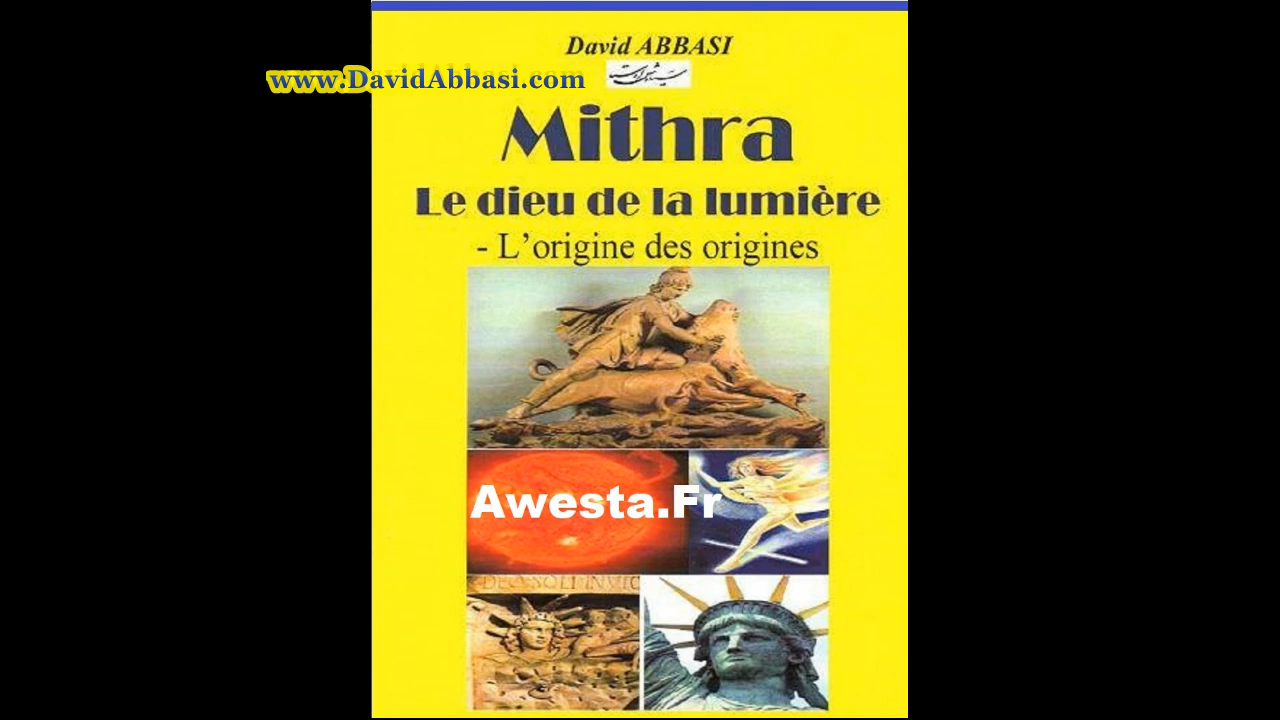 David ABBASI
www.DavidAbbasi.com
Mithra
Le dieu de la lumière
- L'origine des origines
Awesta.Fr